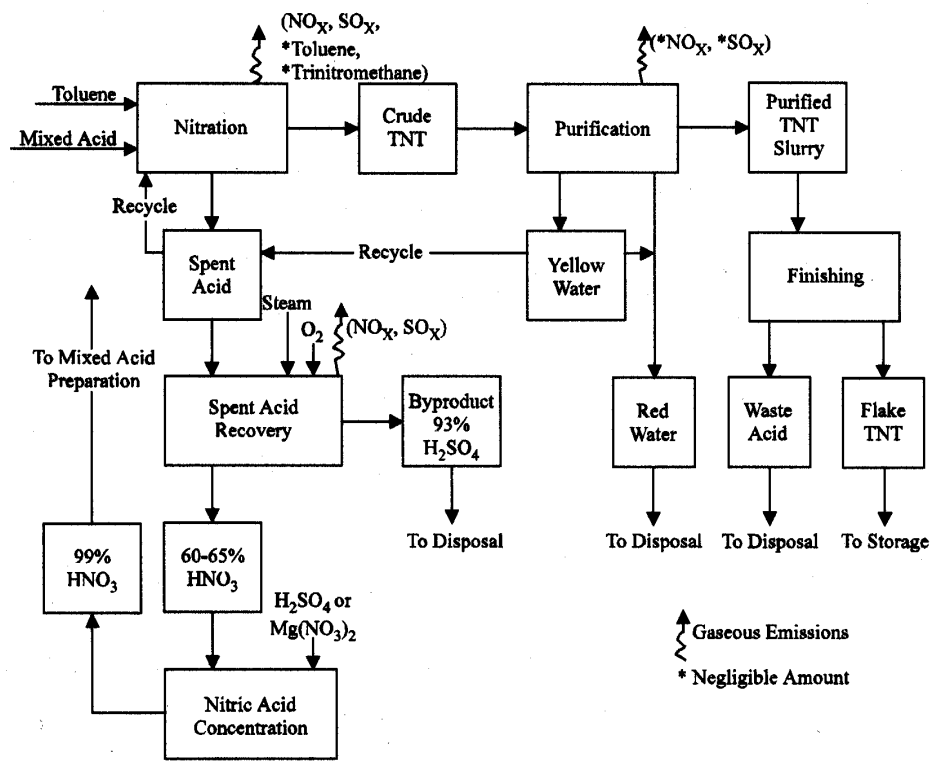 (NOX, SOX,
*Toluene,
*Trinitromethane)
(*NOX, *SOX)
Toluene
Mixed Acid
Nitration
Crude
TNT
Purification
Purified
TNT
Slurry
Recycle
Spent
Acid
Recycle
Yellow
Water
Finishing
Steam
O2
(NOX, SOX)
To Mixed Acid
Preparation
Spent Acid
Recovery
Byproduct
93%
H2SO4
Red
Water
Waste
Acid
Flake
TNT
To Disposal
To Disposal
To Disposal
To Storage
99%
HNO3
60-65%
HNO3
H2SO4 or
Mg(NO3)2
Nitric Acid
Concentration
Gaseous Emissions
* Negligible Amount